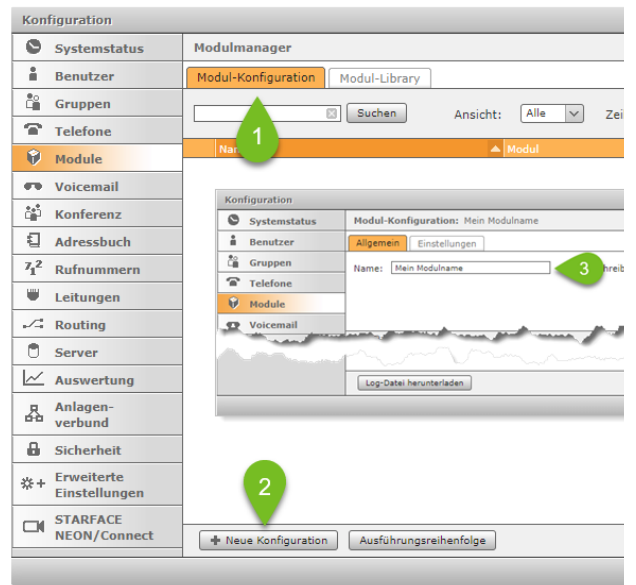 Konfiguration
Systemstatus
Benutzer
Gruppen
Telefone
Module
Voicemail
Konferenz
Adressbuch
Rufnummern
Leitungen
Routing
Server
Auswertung
Anlagen-
verbund
Sicherheit
Erweiterte
Einstellungen
STARFACE
NEON/Connect
Modulmanager
Modul-Konfiguration Modul-Library
Suchen Ansicht: Alle
1
Modul
Konfiguration
Systemstatus
Benutzer
Gruppen
Telefone
Module
Voicemail
Modul-Konfiguration: Mein Modulname
Allgemein Einstellungen
Name: Mein Modulname 3
Log-Datei herunterladen
2
+ Neue Konfiguration Ausführungsreihenfolge